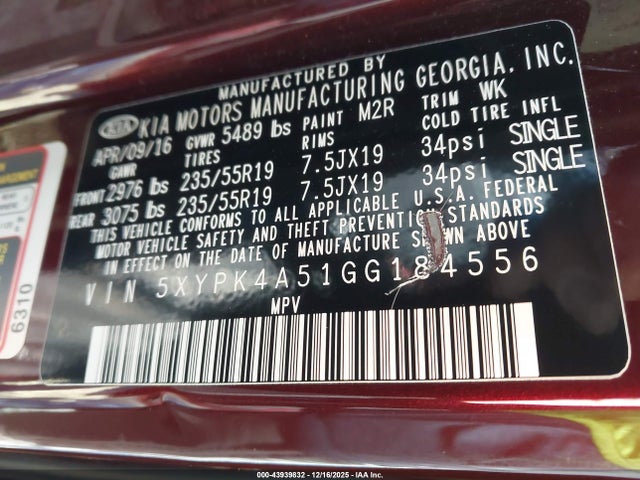 MANUFACTURED BY
KIA KIA MOTORS MANUFACTURING GEORGIA, INC.
APR/09/16 GVWR 5489 lbs PAINT M2R TRIM WK
GAWR TIRES RIMS COLD TIRE INFL
FRONT 2976 lbs 235/55R19 7.5JX19 34psi SINGLE
REAR 3075 lbs 235/55R19 7.5JX19 34psi SINGLE
THIS VEHICLE CONFORMS TO ALL APPLICABLE U.S.A. FEDERAL
MOTOR VEHICLE SAFETY AND THEFT PREVENTION STANDARDS
IN EFFECT ON THE DATE OF MANUFACTURE SHOWN ABOVE
VIN 5XYPK4A51GG184556
MPV
6310
000-43939832 - 12/16/2025 - IAA Inc.